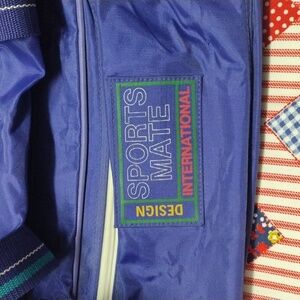 SPORTS
MATE
INTERNATIONAL
DESIGN